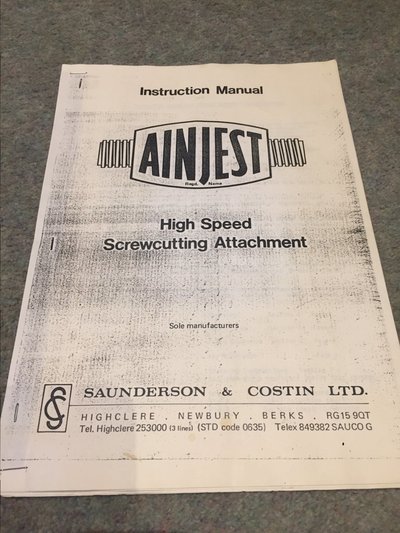 Instruction Manual
AINJEST
Regd. Name
High Speed
Screwcutting Attachment
Sole manufacturers
SAUNDERSON & COSTIN LTD.
HIGHCLERE . NEWBURY . BERKS . RG15 9QT
Tel. Highclere 253000 (3 lines) (STD code 0635) Telex 849382 SAUCO G